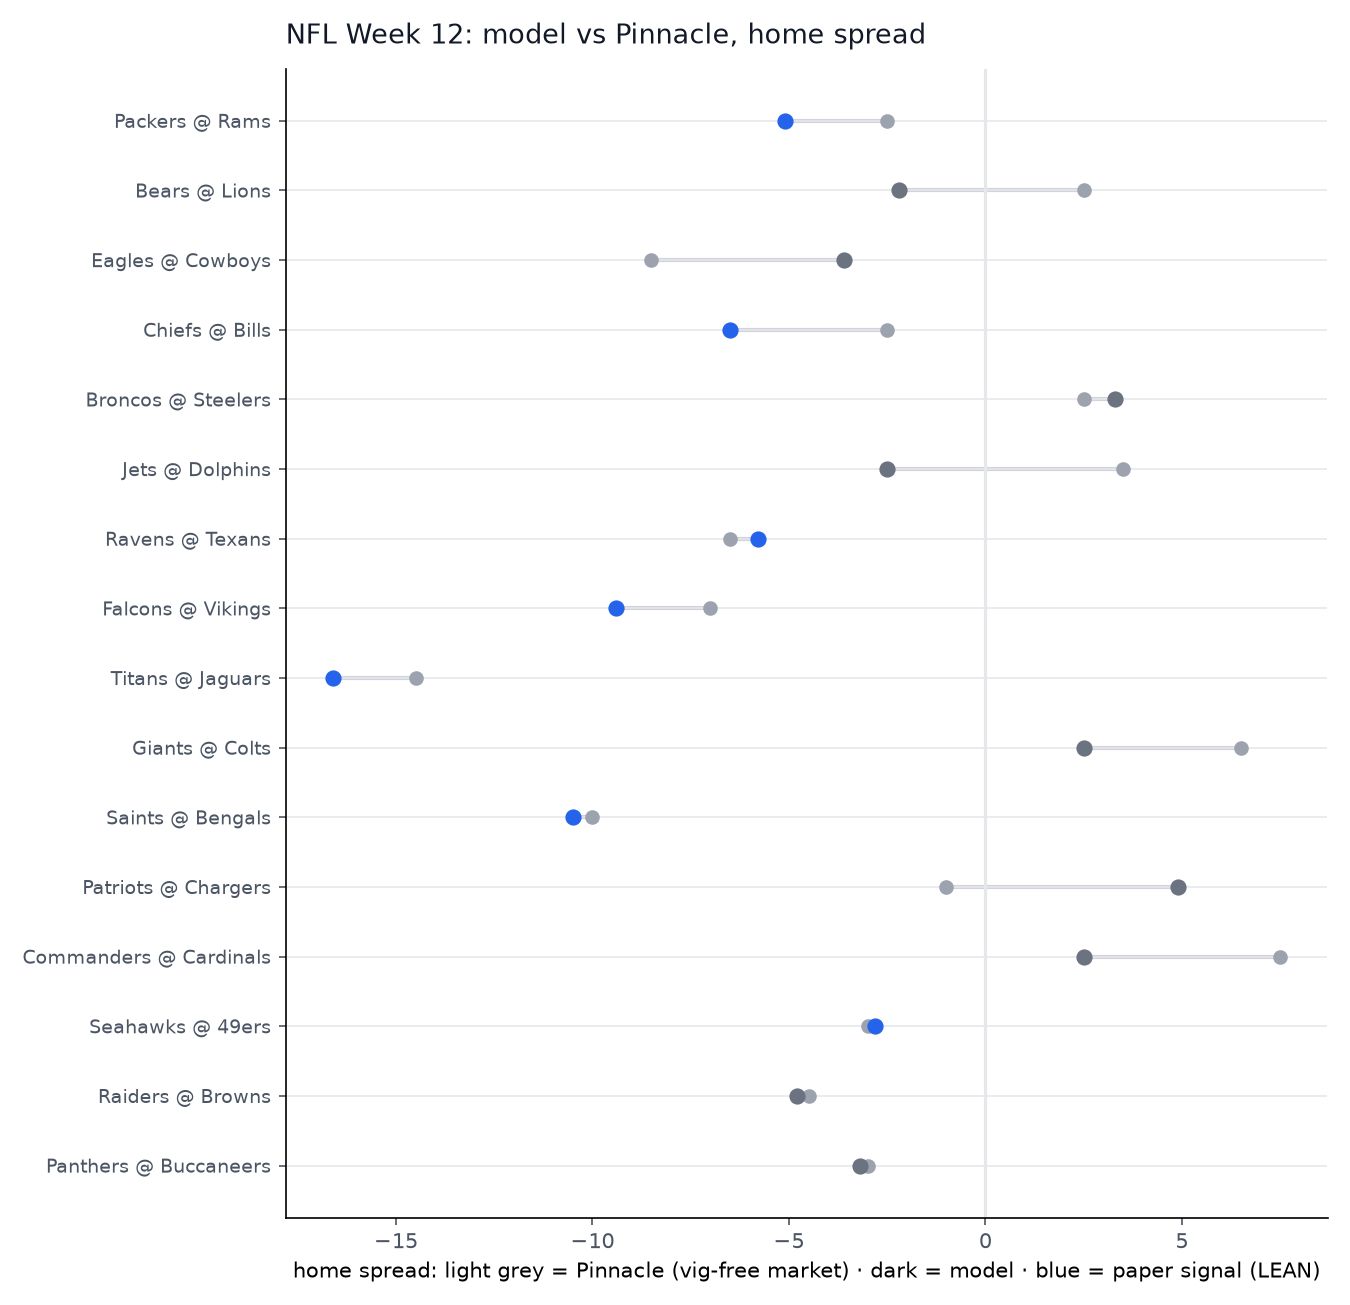 NFL Week 12: model vs Pinnacle, home spread
Packers @ Rams
Bears @ Lions
Eagles @ Cowboys
Chiefs @ Bills
Broncos @ Steelers
Jets @ Dolphins
Ravens @ Texans
Falcons @ Vikings
Titans @ Jaguars
Giants @ Colts
Saints @ Bengals
Patriots @ Chargers
Commanders @ Cardinals
Seahawks @ 49ers
Raiders @ Browns
Panthers @ Buccaneers
−15 −10 −5 0 5
home spread: light grey = Pinnacle (vig-free market) · dark = model · blue = paper signal (LEAN)